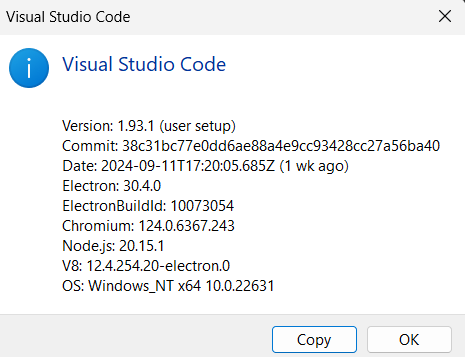 Visual Studio Code
Visual Studio Code
Version: 1.93.1 (user setup)
Commit: 38c31bc77e0dd6ae88a4e9cc93428cc27a56ba40
Date: 2024-09-11T17:20:05.685Z (1 wk ago)
Electron: 30.4.0
ElectronBuildId: 10073054
Chromium: 124.0.6367.243
Node.js: 20.15.1
V8: 12.4.254.20-electron.0
OS: Windows_NT x64 10.0.22631
Copy OK